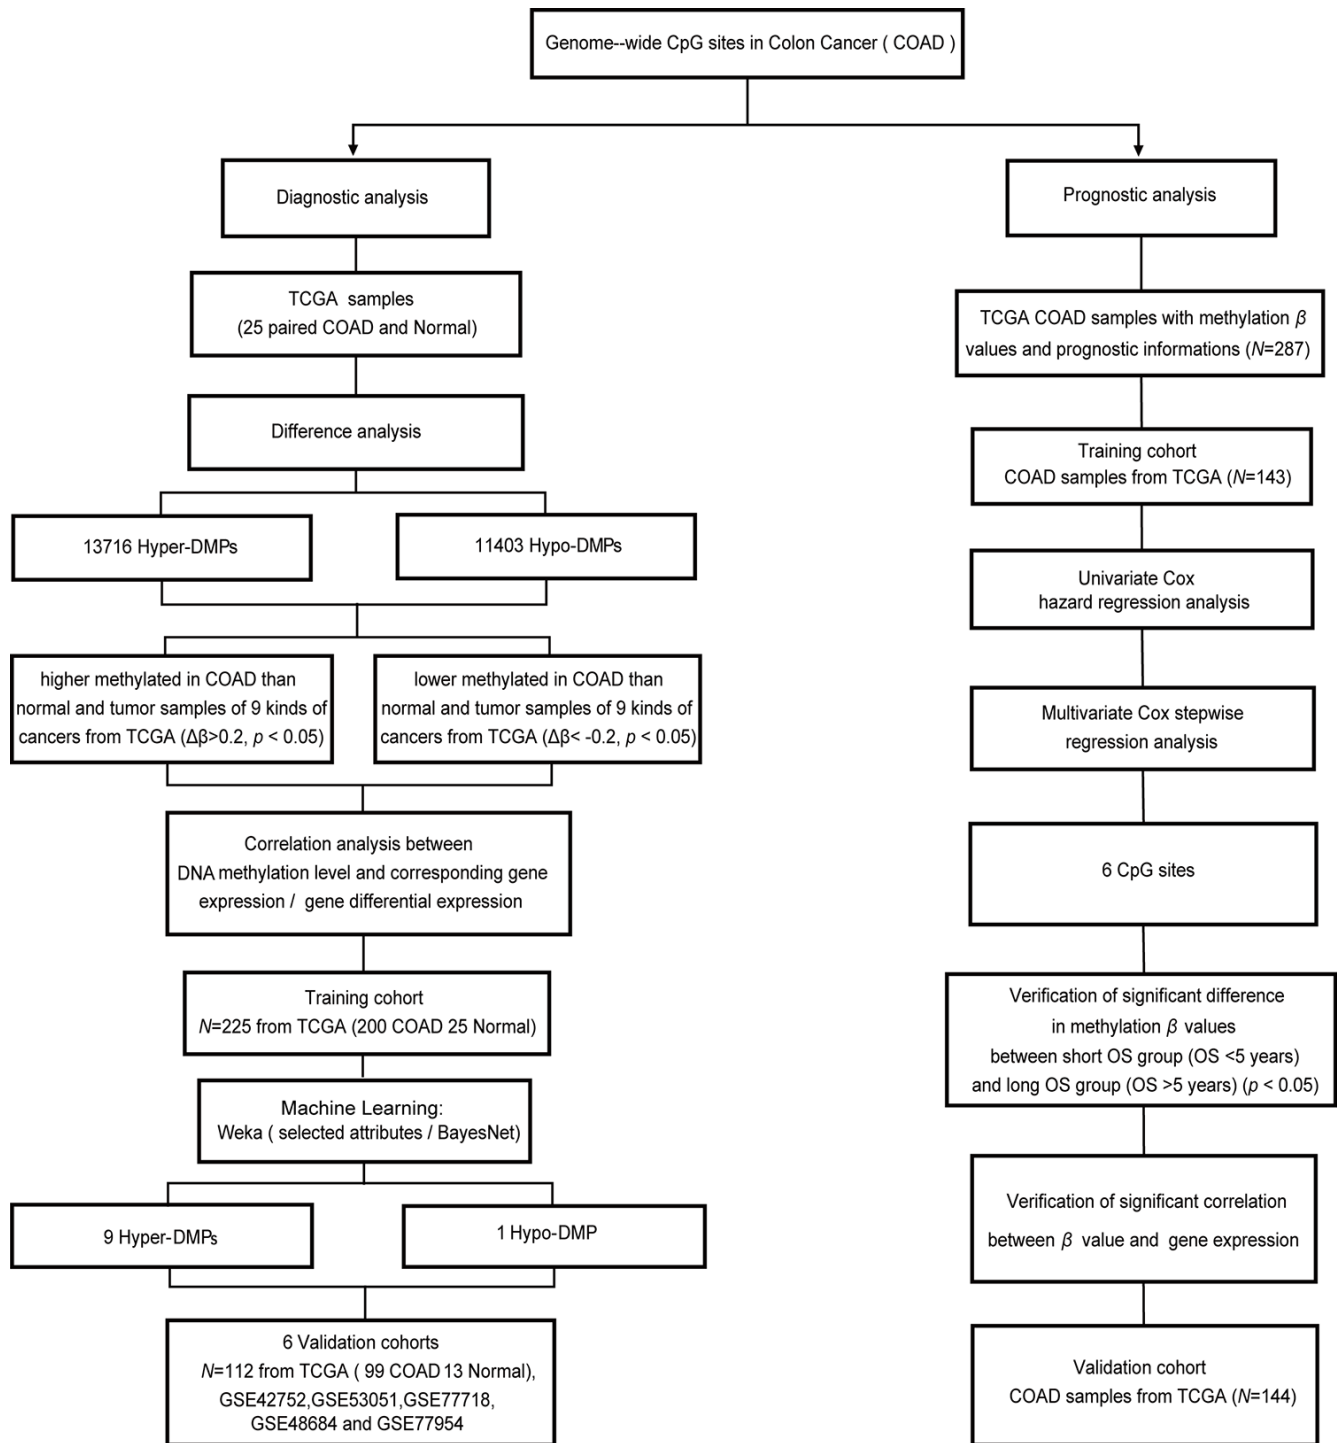 Genome--wide CpG sites in Colon Cancer ( COAD )
Diagnostic analysis
TCGA samples
(25 paired COAD and Normal)
Difference analysis
13716 Hyper-DMPs
11403 Hypo-DMPs
higher methylated in COAD than
normal and tumor samples of 9 kinds of
cancers from TCGA (Δβ>0.2, p < 0.05)
lower methylated in COAD than
normal and tumor samples of 9 kinds of
cancers from TCGA (Δβ< -0.2, p < 0.05)
Correlation analysis between
DNA methylation level and corresponding gene
expression / gene differential expression
Training cohort
N=225 from TCGA (200 COAD 25 Normal)
Machine Learning:
Weka ( selected attributes / BayesNet)
9 Hyper-DMPs
1 Hypo-DMP
6 Validation cohorts
N=112 from TCGA ( 99 COAD 13 Normal),
GSE42752,GSE53051,GSE77718,
GSE48684 and GSE77954
Prognostic analysis
TCGA COAD samples with methylation β
values and prognostic informations (N=287)
Training cohort
COAD samples from TCGA (N=143)
Univariate Cox
hazard regression analysis
Multivariate Cox stepwise
regression analysis
6 CpG sites
Verification of significant difference
in methylation β values
between short OS group (OS <5 years)
and long OS group (OS >5 years) (p < 0.05)
Verification of significant correlation
between β value and gene expression
Validation cohort
COAD samples from TCGA (N=144)